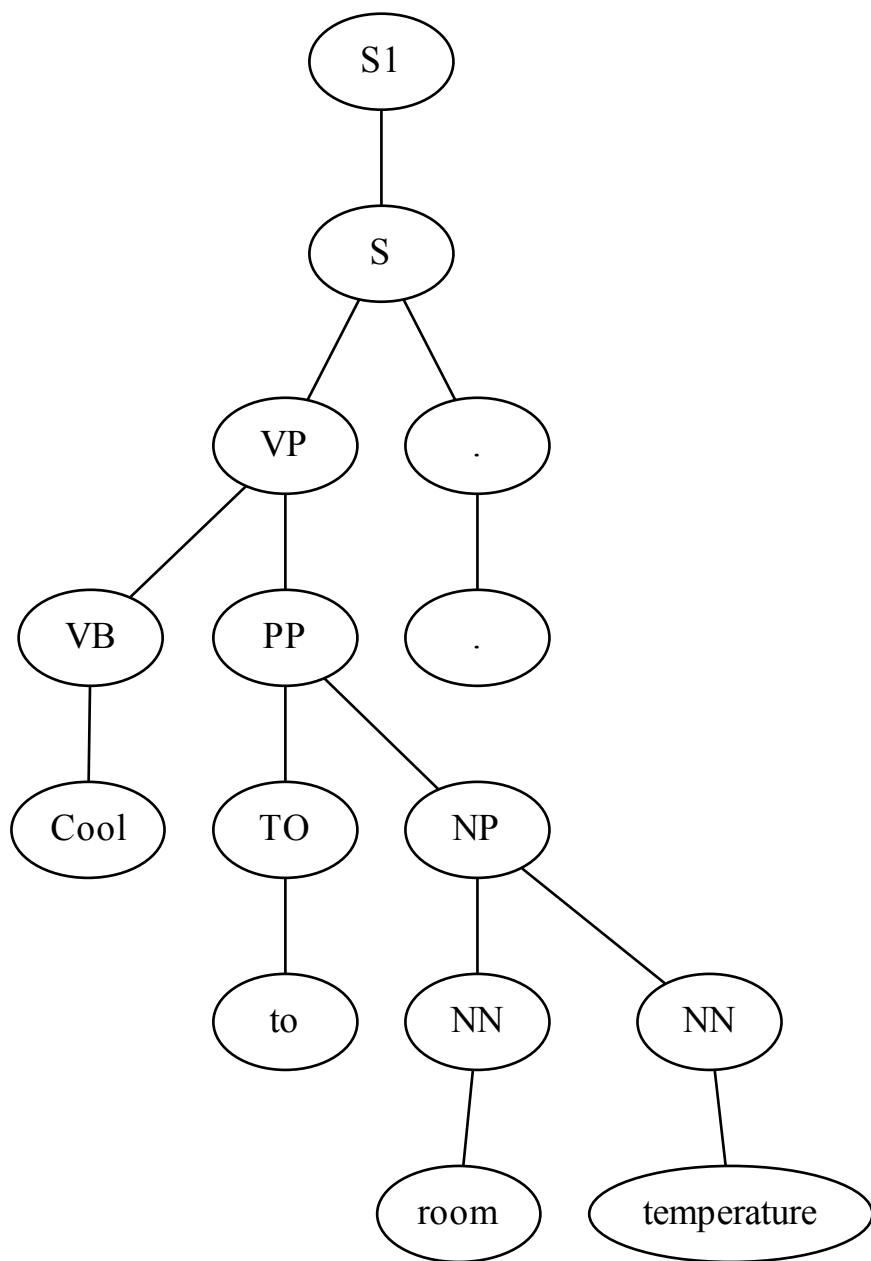 S1
S
VP .
VB PP .
Cool TO NP
to NN NN
room temperature